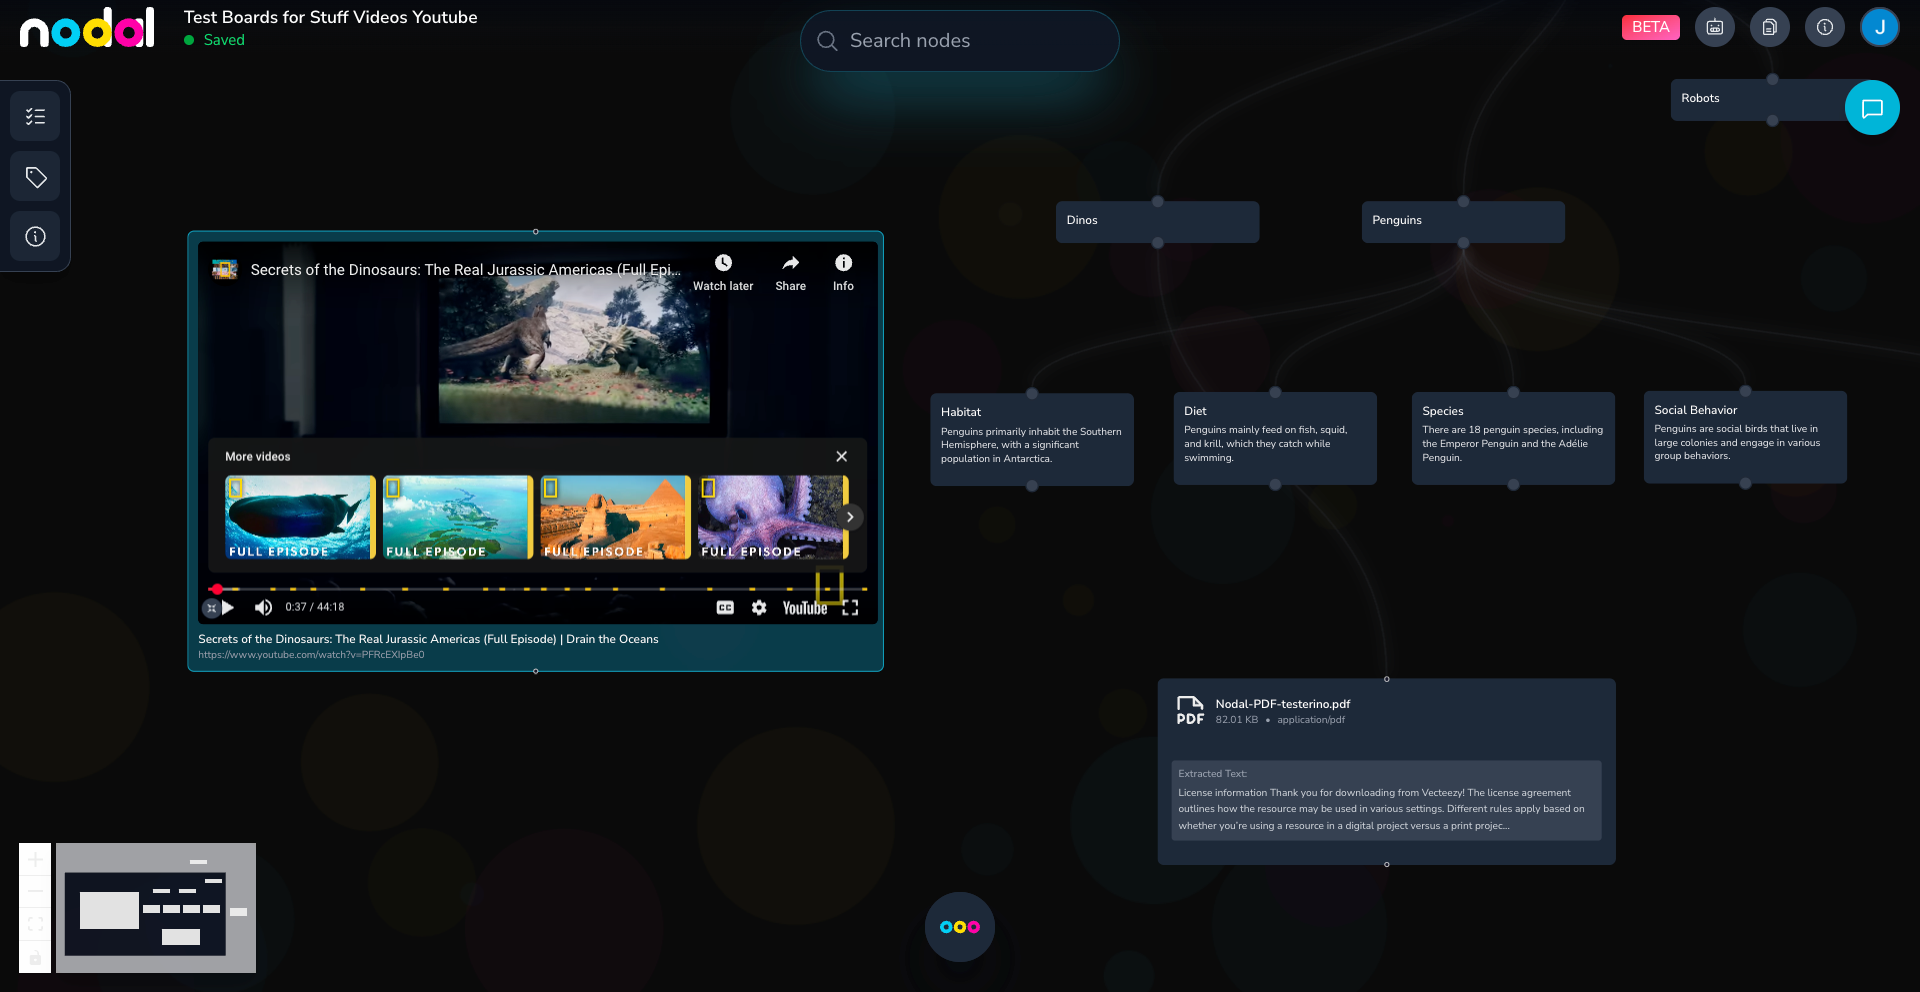 nodal
Test Boards for Stuff Videos Youtube
Saved
Search nodes
BETA
J
Robots
Dinos
Penguins
Secrets of the Dinosaurs: The Real Jurassic Americas (Full Epi...
Watch later
Share
Info
More videos
FULL EPISODE
FULL EPISODE
FULL EPISODE
FULL EPISODE
0:37 / 44:18
CC
YouTube
Secrets of the Dinosaurs: The Real Jurassic Americas (Full Episode) | Drain the Oceans
https://www.youtube.com/watch?v=PFRcEXlpBe0
Habitat
Penguins primarily inhabit the Southern
Hemisphere, with a significant
population in Antarctica.
Diet
Penguins mainly feed on fish, squid,
and krill, which they catch while
swimming.
Species
There are 18 penguin species, including
the Emperor Penguin and the Adélie
Penguin.
Social Behavior
Penguins are social birds that live in
large colonies and engage in various
group behaviors.
PDF
Nodal-PDF-testerino.pdf
82.01 KB • application/pdf
Extracted Text:
License information Thank you for downloading from Vecteezy! The license agreement
outlines how the resource may be used in various settings. Different rules apply based on
whether you're using a resource in a digital project versus a print projec...